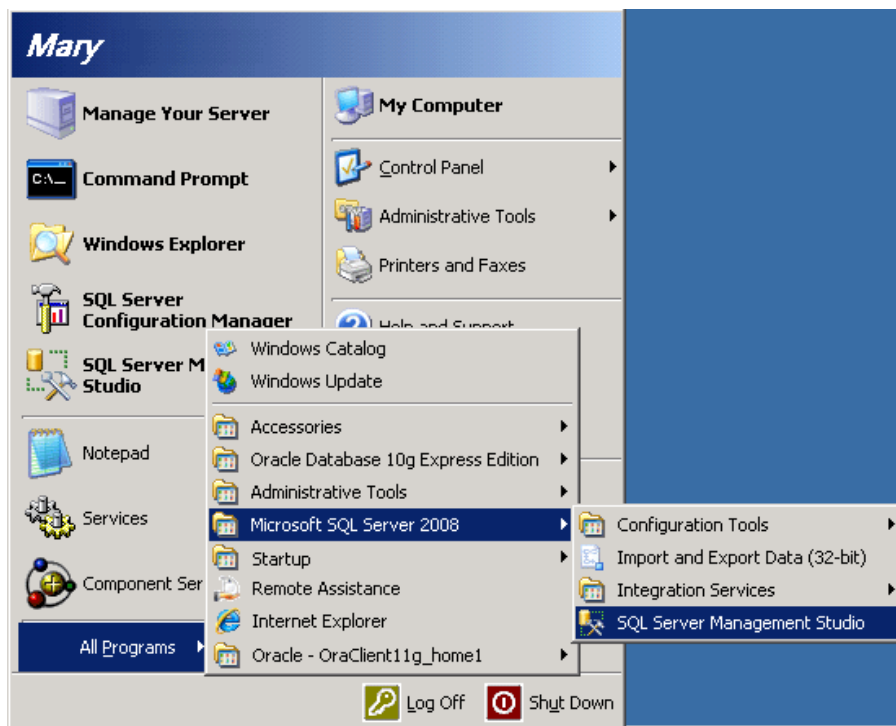 Mary
Manage Your Server
Command Prompt
Windows Explorer
SQL Server
Configuration Manager
SQL Server M
Studio
Notepad
Services
Component Ser
All Programs
My Computer
Control Panel
Administrative Tools
Printers and Faxes
Help and Support
Windows Catalog
Windows Update
Accessories
Oracle Database 10g Express Edition
Administrative Tools
Microsoft SQL Server 2008
Startup
Remote Assistance
Internet Explorer
Oracle - OraClient11g_home1
Configuration Tools
Import and Export Data (32-bit)
Integration Services
SQL Server Management Studio
Log Off
Shut Down